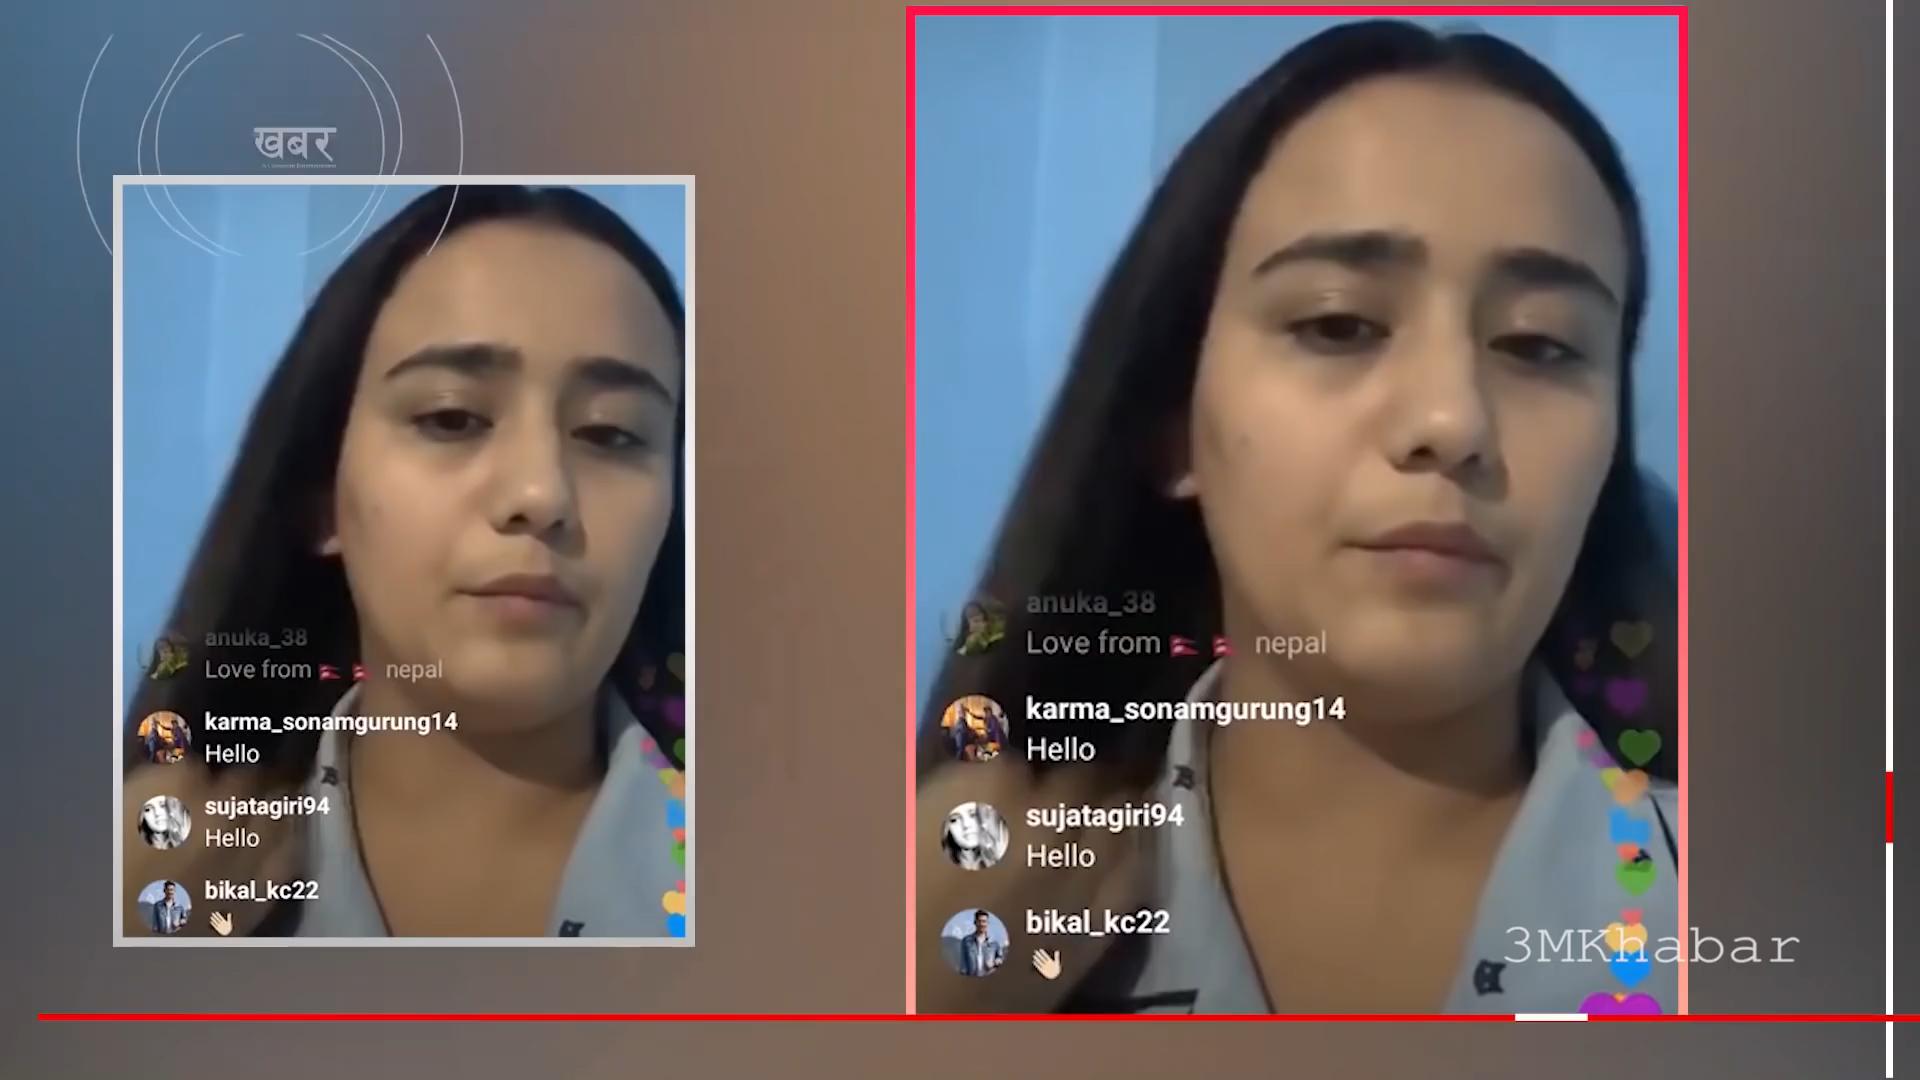 खबर
anuka_38
Love from 🇳🇵 🇳🇵 nepal
karma_sonamgurung14
Hello
sujatagiri94
Hello
bikal_kc22
👋🏻
anuka_38
Love from 🇳🇵 🇳🇵 nepal
karma_sonamgurung14
Hello
sujatagiri94
Hello
bikal_kc22
👋🏻
3MKhabar